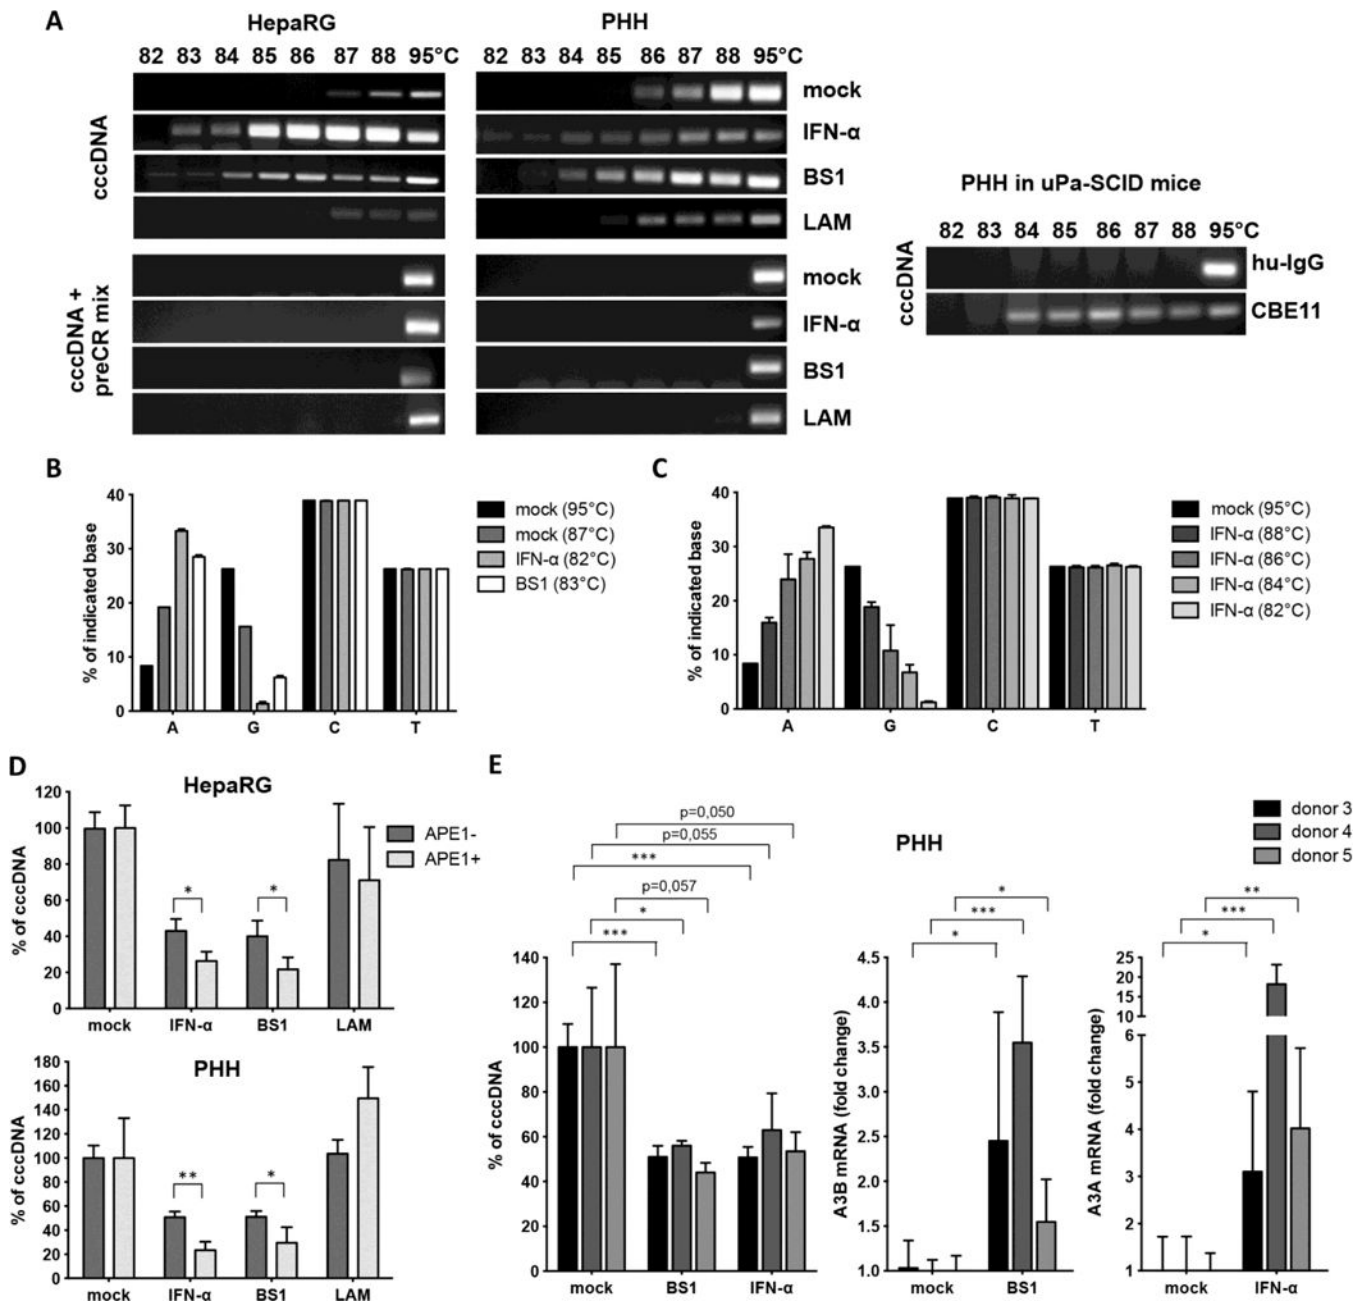 A
HepaRG
PHH
82 83 84 85 86 87 88 95°C
82 83 84 85 86 87 88 95°C
cccDNA
mock
IFN-α
BS1
LAM
cccDNA +
preCR mix
mock
IFN-α
BS1
LAM
PHH in uPa-SCID mice
82 83 84 85 86 87 88 95°C
cccDNA
hu-IgG
CBE11
B
% of indicated base
40
30
20
10
0
A G C T
mock (95°C)
mock (87°C)
IFN-α (82°C)
BS1 (83°C)
C
% of indicated base
40
30
20
10
0
A G C T
mock (95°C)
IFN-α (88°C)
IFN-α (86°C)
IFN-α (84°C)
IFN-α (82°C)
D
HepaRG
% of cccDNA
120
100
80
60
40
20
0
* *
APE1-
APE1+
mock IFN-α BS1 LAM
PHH
% of cccDNA
180
160
140
120
100
80
60
40
20
0
** *
mock IFN-α BS1 LAM
E
PHH
donor 3
donor 4
donor 5
p=0,050
p=0,055
***
p=0,057
*
***
% of cccDNA
140
120
100
80
60
40
20
0
mock BS1 IFN-α
*
***
*
A3B mRNA (fold change)
4.5
4.0
3.5
3.0
2.5
2.0
1.5
1.0
mock BS1
**
***
*
A3A mRNA (fold change)
25
20
15
10
6
5
4
3
2
1
mock IFN-α